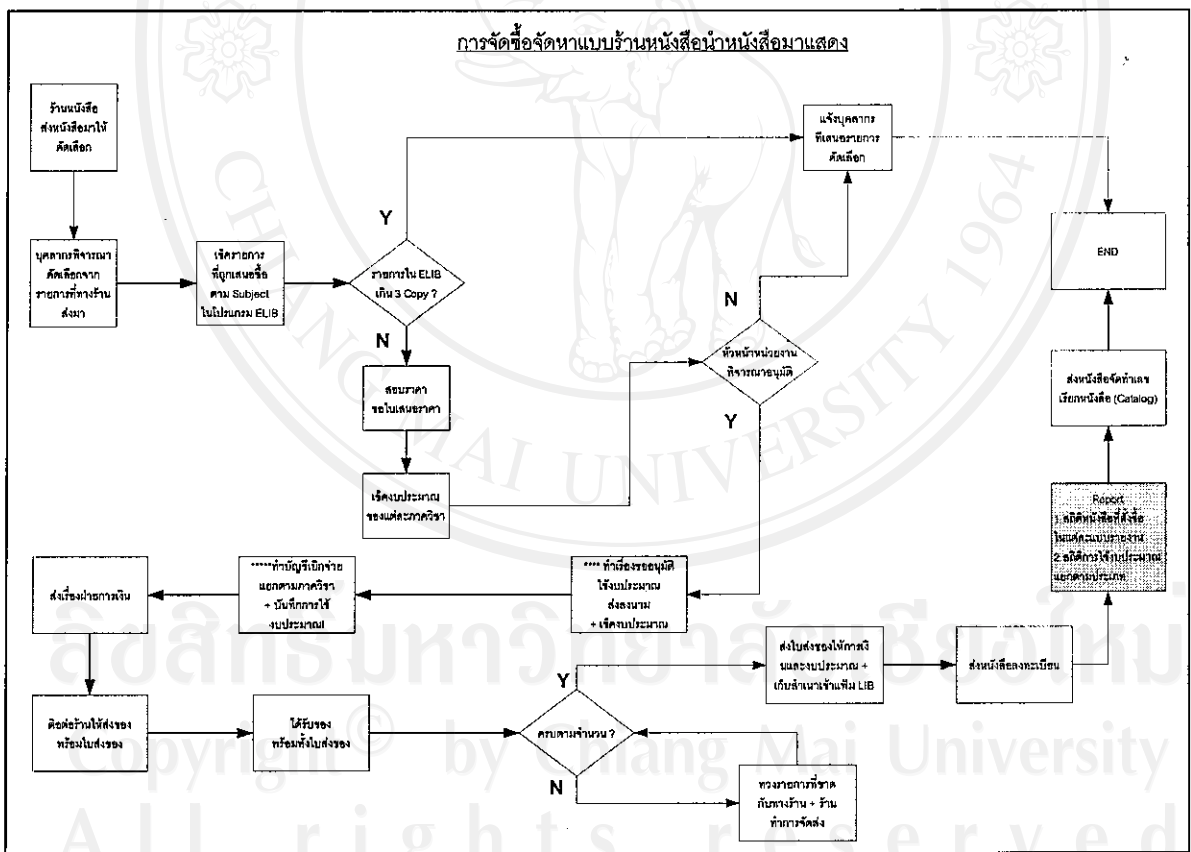 การจัดซื้อจัดหาแบบร้านหนังสือนำหนังสือมาแสดง
ร้านหนังสือ
ส่งหนังสือมาให้
คัดเลือก
บุคลากรพิจารณา
คัดเลือกจาก
รายการที่ทางร้าน
ส่งมา
เช็ครายการ
ที่ถูกเสนอซื้อ
ตาม Subject
ในโปรแกรม ELIB
Y
รายการใน ELIB
เกิน 3 Copy ?
N
สอบราคา
ขอใบเสนอราคา
เช็คงบประมาณ
ของแต่ละภาควิชา
แจ้งบุคลากร
ที่เสนอรายการ
คัดเลือก
N
หัวหน้าหน่วยงาน
พิจารณาอนุมัติ
Y
END
ส่งหนังสือจัดทำเลข
เรียกหนังสือ (Catalog)
Report
1.สถิติหนังสือที่สั่งซื้อ
ในแต่ละแบบรายงาน
2.สถิติการใช้งบประมาณ
แยกตามประเภท
**** ทำเรื่องขออนุมัติ
ใช้งบประมาณ
ส่งลงนาม
+ เช็คงบประมาณ
*****ทำบัญชีเบิกจ่าย
แยกตามภาควิชา
+ บันทึกการใช้
งบประมาณ!
ส่งเรื่องฝ่ายการเงิน
ติดต่อร้านให้ส่งของ
พร้อมใบส่งของ
ได้รับของ
พร้อมทั้งใบส่งของ
Y
ครบตามจำนวน ?
N
ส่งใบส่งของให้การเงิ
นและงบประมาณ +
เก็บสำเนาเข้าแฟ้ม LIB
ส่งหนังสือลงทะเบียน
ทวงรายการที่ขาด
กับทางร้าน + ร้าน
ทำการจัดส่ง
CHIANG MAI UNIVERSITY 1964
ลิขสิทธิ์มหาวิทยาลัยเชียงใหม่
Copyright © by Chiang Mai University
All rights reserved